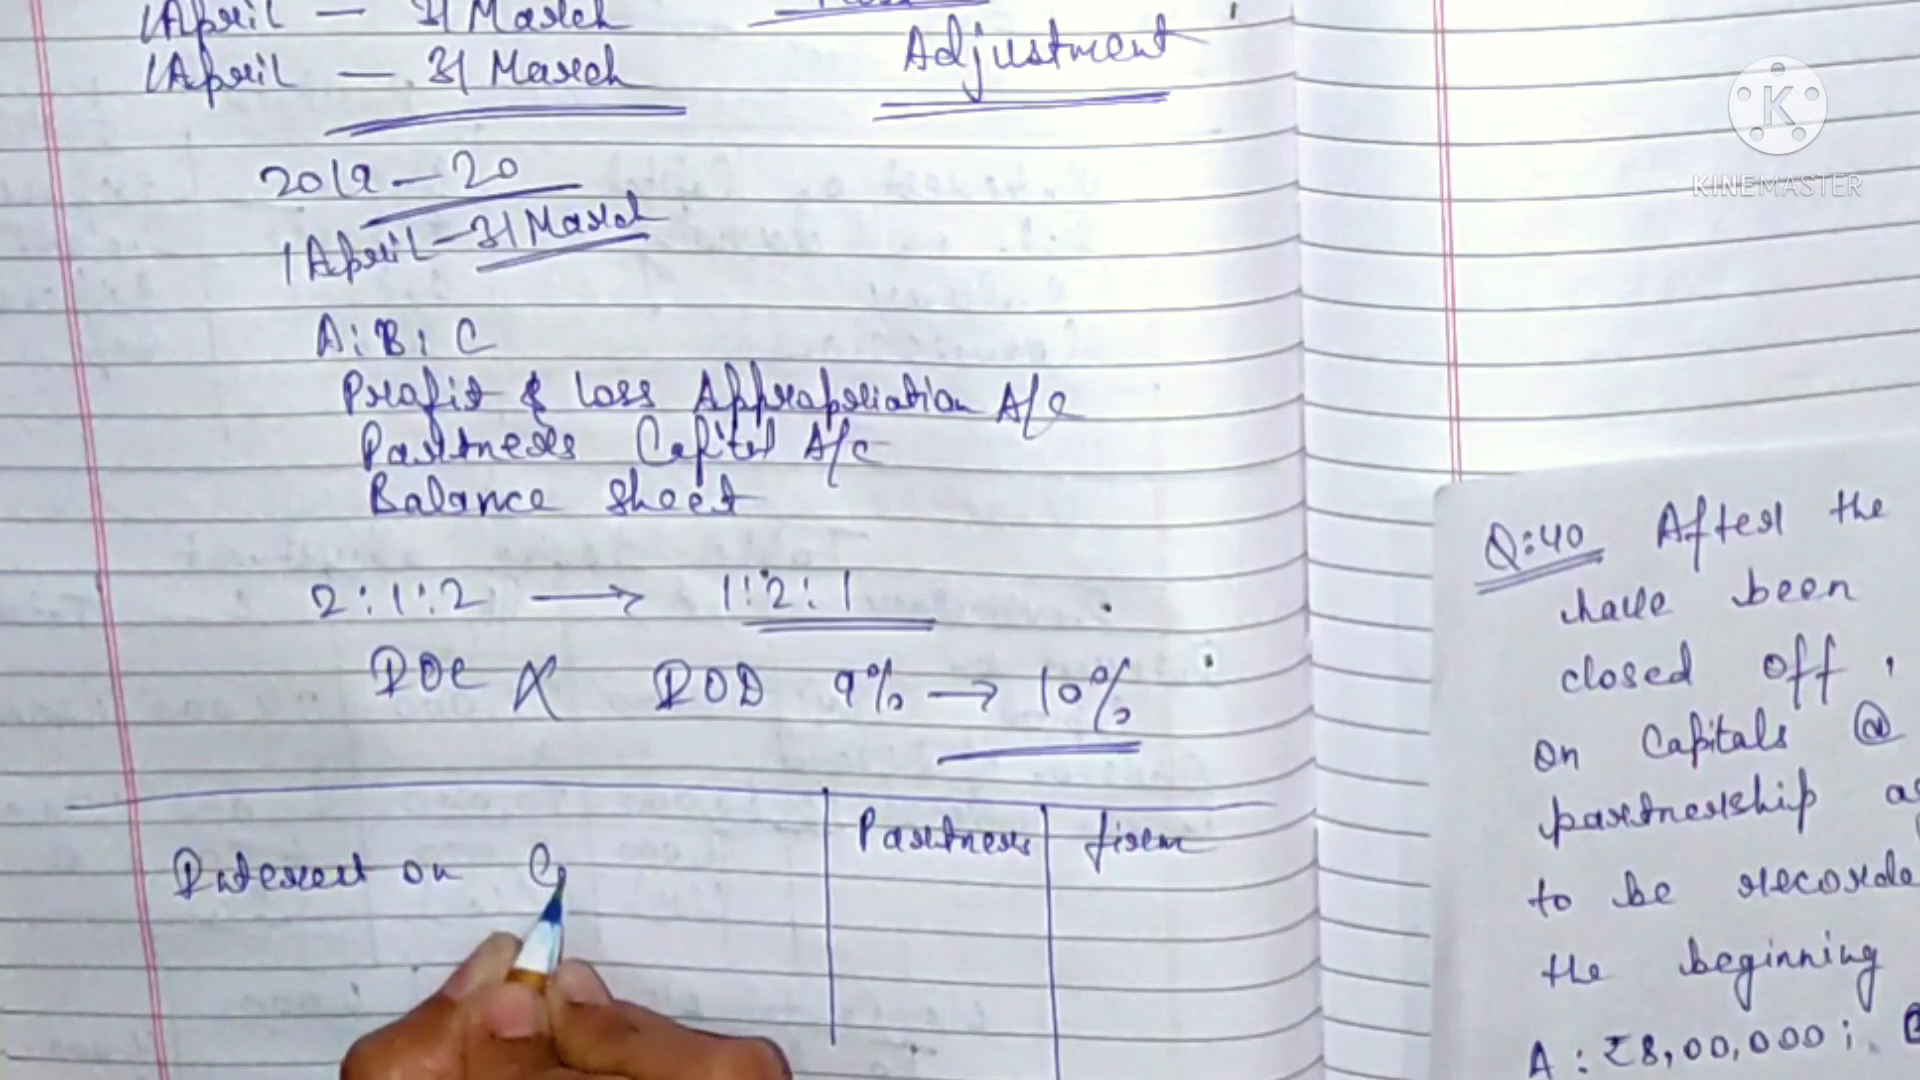 1 April — 31 March
1 April — 31 March
Adjustment
2019 – 20
1 April – 31 March
A : B : C
Profit & loss Appropriation A/c
Partners Capital A/c
Balance sheet
2 : 1 : 2 → 1 : 2 : 1
IOC X IOD 9% → 10%
Partners firm
Interest on C
Q:40 After the
have been
closed off,
on Capitals @
partnership
to be
the beginning
A : ₹8,00,000 ;
KINEMASTER